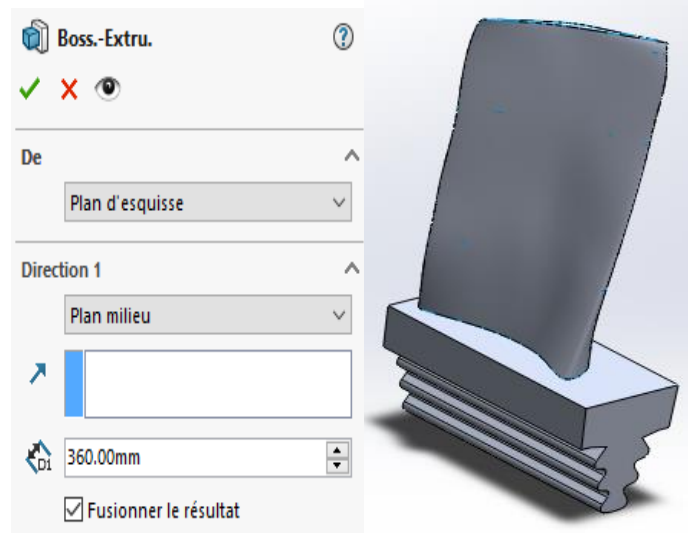 Boss.-Extru.
De
Plan d'esquisse
Direction 1
Plan milieu
D1
360.00mm
Fusionner le résultat